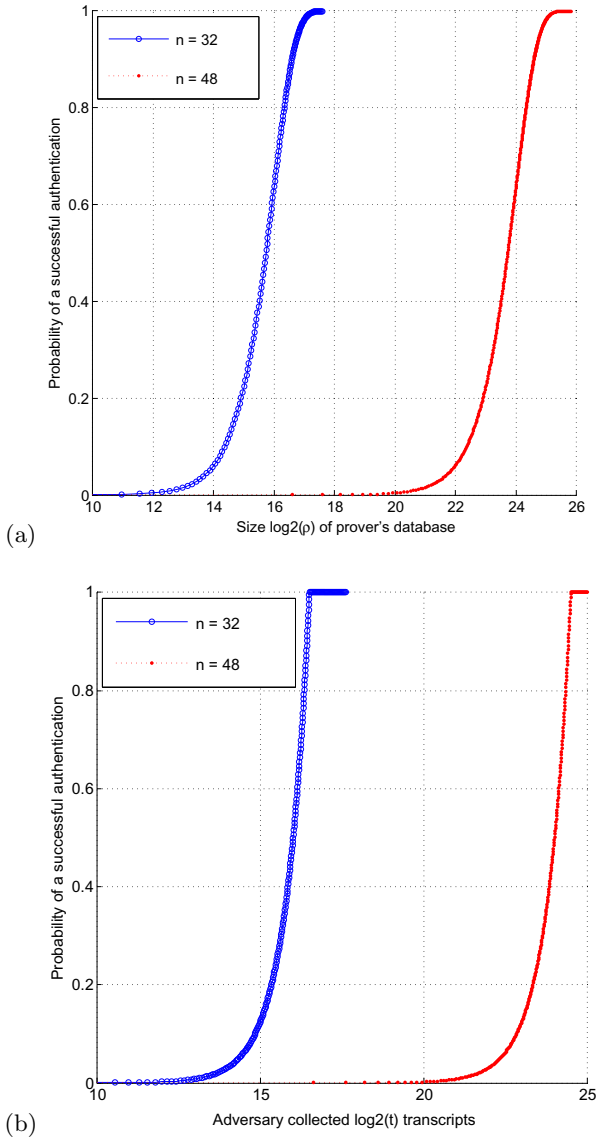 1
0.8
0.6
0.4
0.2
0
Probability of a successful authentication
n = 32
n = 48
10 12 14 16 18 20 22 24 26
Size log2(ρ) of prover's database
(a)
1
0.8
0.6
0.4
0.2
0
Probability of a successful authentication
n = 32
n = 48
10 15 20 25
Adversary collected log2(t) transcripts
(b)